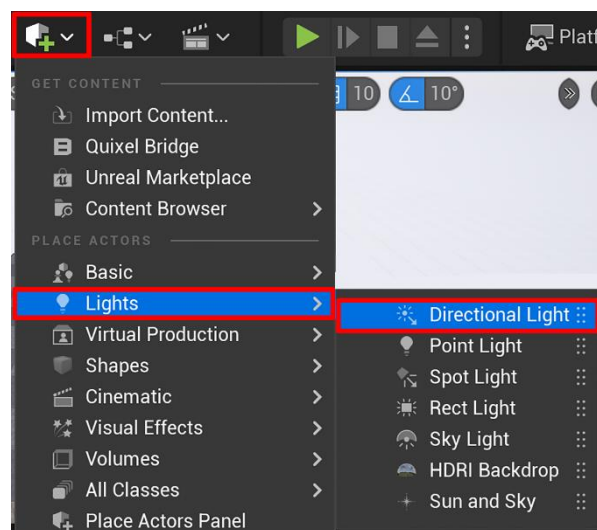 Platf
GET CONTENT
10 10°
Import Content...
Quixel Bridge
Unreal Marketplace
Content Browser
PLACE ACTORS
Basic
Lights
Directional Light
Virtual Production
Point Light
Shapes
Spot Light
Cinematic
Rect Light
Visual Effects
Sky Light
Volumes
HDRI Backdrop
All Classes
Sun and Sky
Place Actors Panel